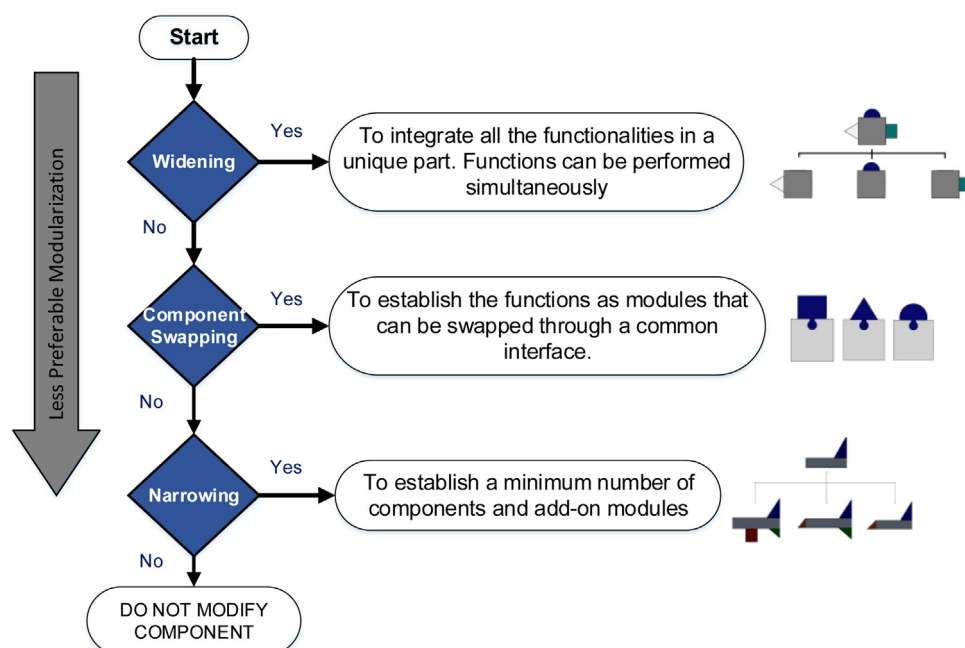 Start
Less Preferable Modularization
Widening
Yes
To integrate all the functionalities in a
unique part. Functions can be performed
simultaneously
No
Component
Swapping
Yes
To establish the functions as modules that
can be swapped through a common
interface.
No
Narrowing
Yes
To establish a minimum number of
components and add-on modules
No
DO NOT MODIFY
COMPONENT